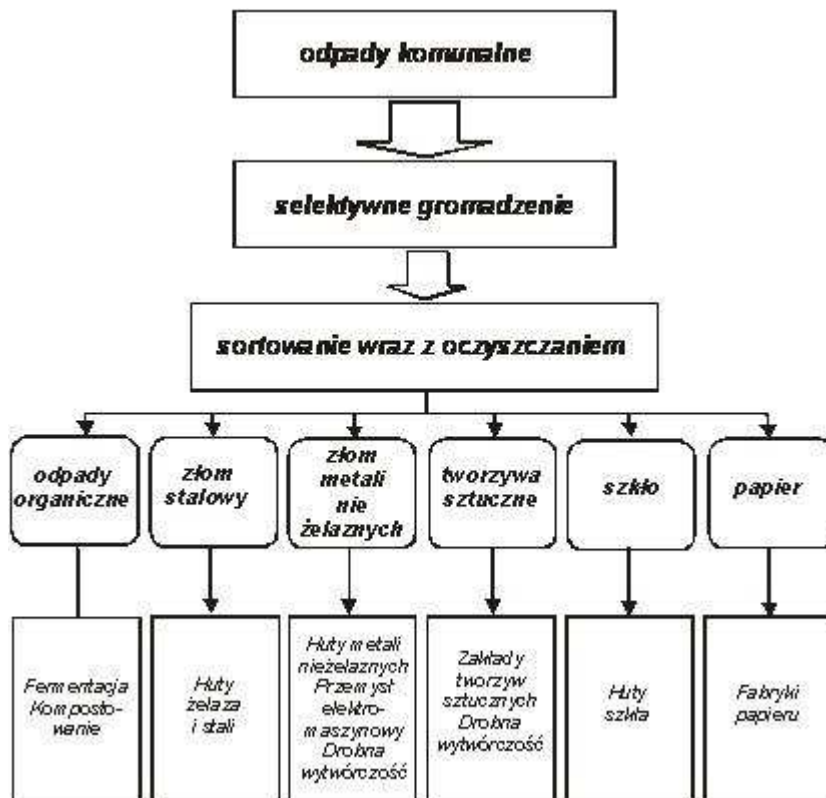 odpady komunalne
selektywne gromadzenie
sortowanie wraz z oczyszczaniem
odpady
organiczne
złom
stalowy
złom
metali
nie
żelaznych
tworzywa
sztuczne
szkło
papier
Fermentacja
Komposto-
wanie
Huty
żelaza
i stali
Huty metali
nieżelaznych
Przemysł
elektro-
maszynowy
Drobna
wytwórczość
Zakłady
tworzyw
sztucznych
Drobna
wytwórczość
Huty
szkła
Fabryki
papieru